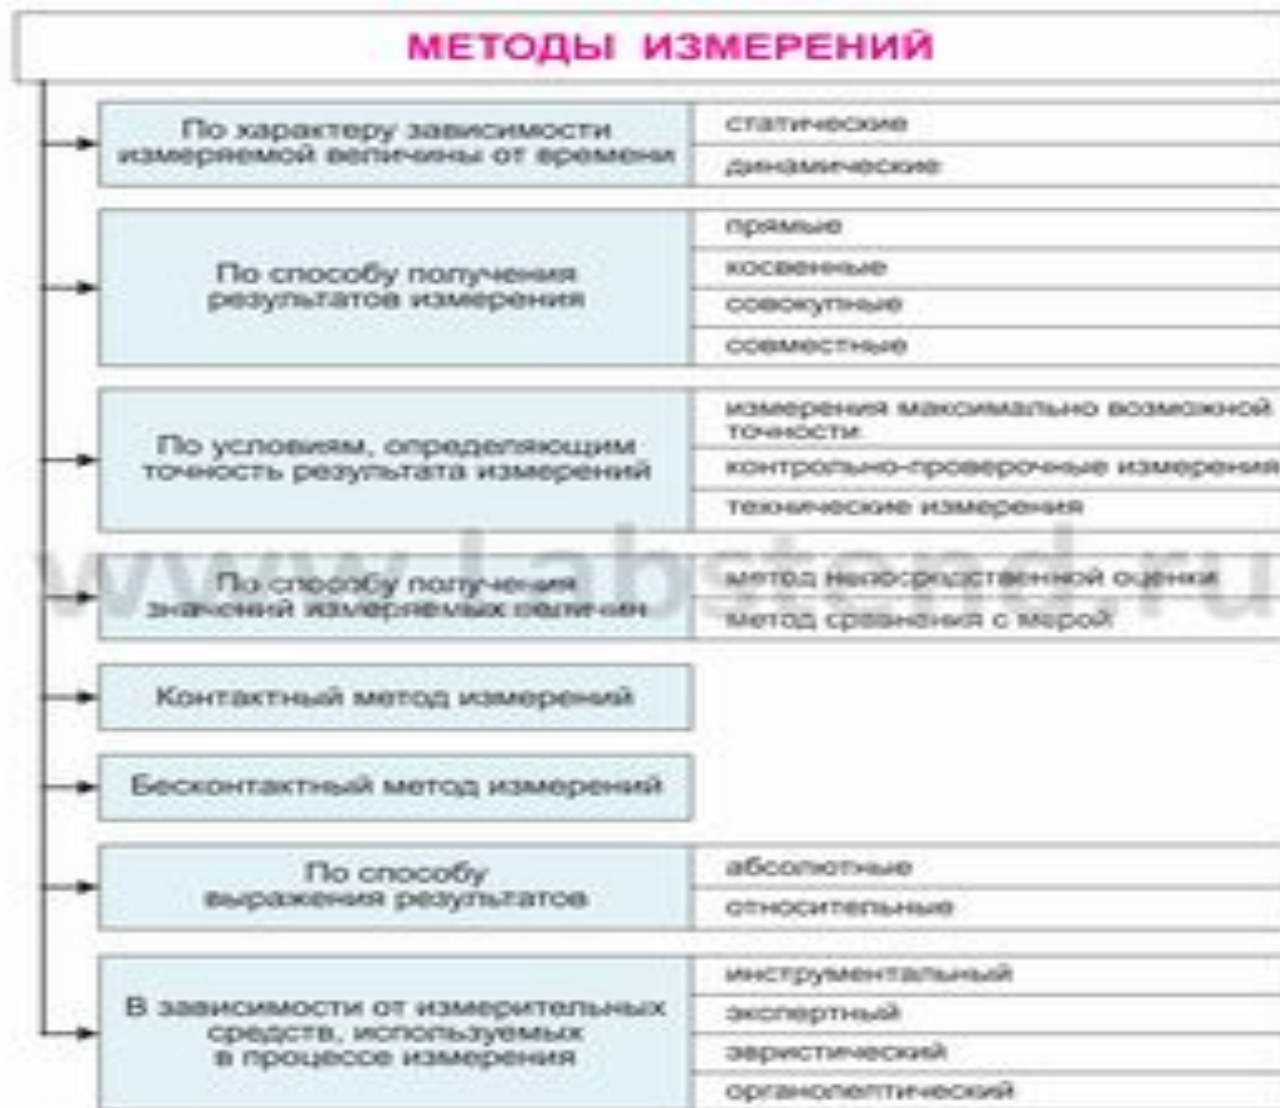 МЕТОДЫ ИЗМЕРЕНИЙ
По характеру зависимости
измеряемой величины от времени
статические
динамические
По способу получения
результатов измерения
прямые
косвенные
совокупные
совместные
По условиям, определяющим
точность результата измерений
измерения максимально возможной
точности
контрольно-проверочные измерения
технические измерения
По способу получения
значений измеряемых величин
метод непосредственной оценки
метод сравнения с мерой
www.Labstend.ru
Контактный метод измерений
Бесконтактный метод измерений
По способу
выражения результатов
абсолютные
относительные
В зависимости от измерительных
средств, используемых
в процессе измерения
инструментальный
экспертный
эвристический
органолептический